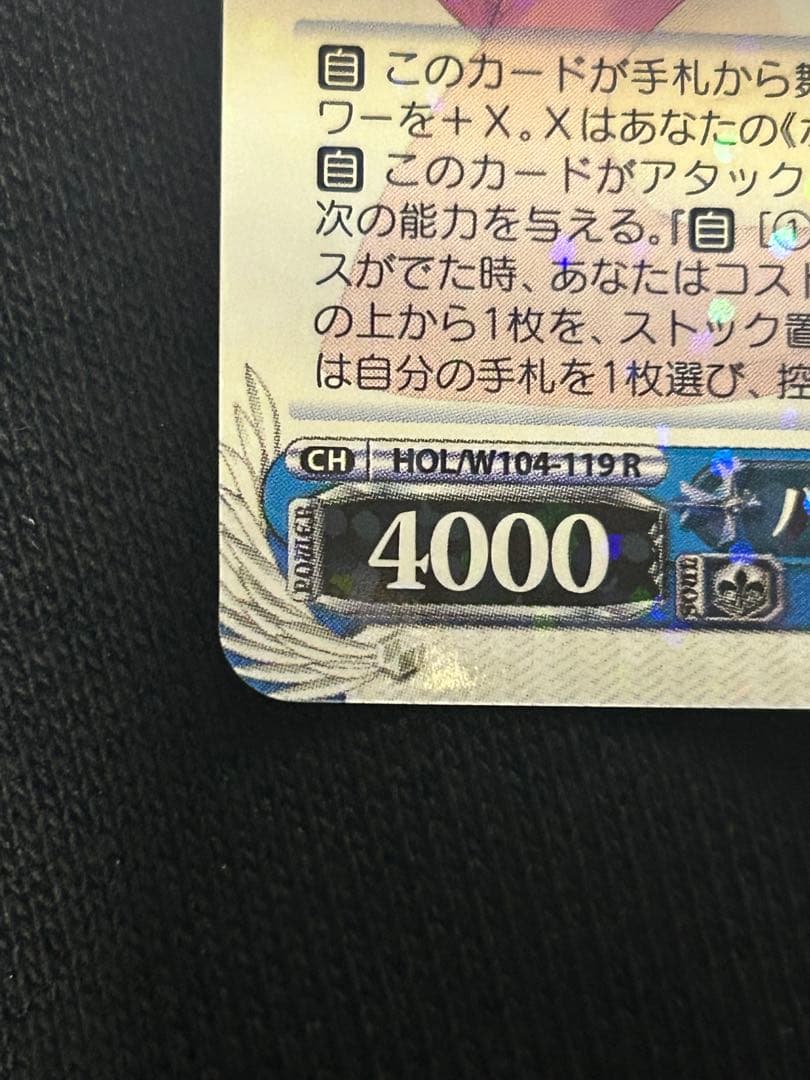 自 このカードが手札から舞
ワーを+X。Xはあなたの《ホ
自 このカードがアタック
次の能力を与える。『自 [①
スがでた時、あなたはコスト
の上から1枚を、ストック置
は自分の手札を1枚選び、控
CH HOL/W104-119 R
POWER 4000
SOUL